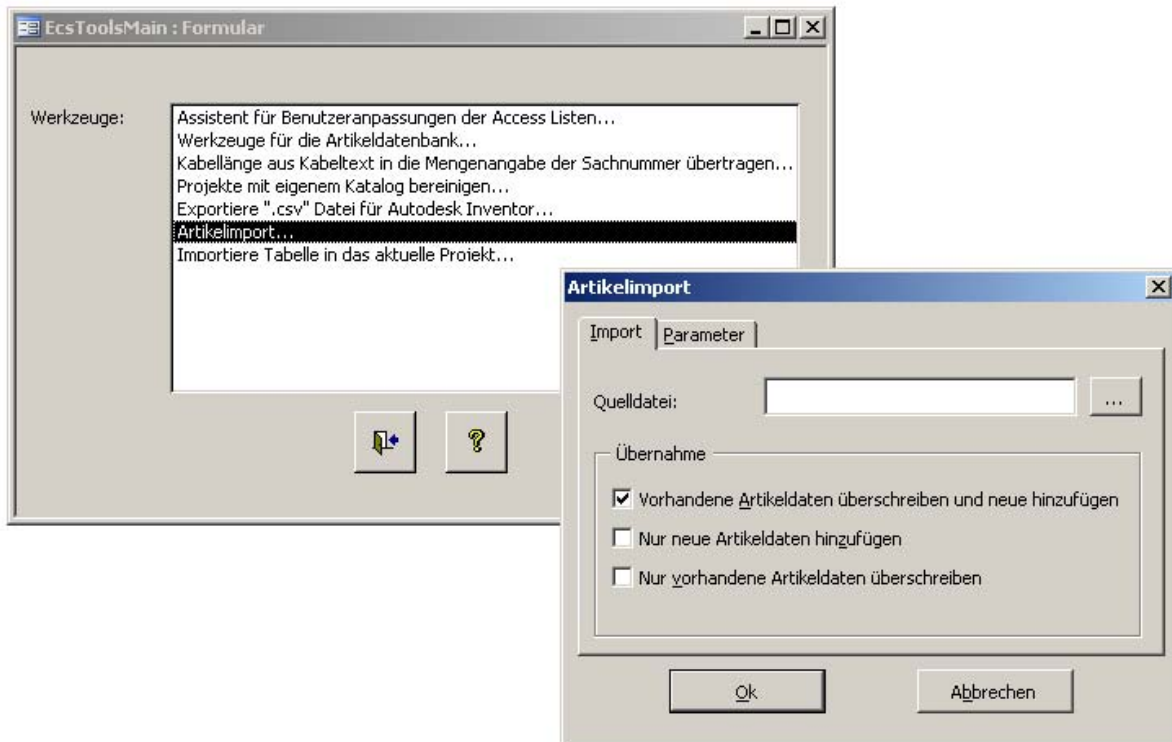 EcsToolsMain : Formular
Werkzeuge:
Assistent für Benutzeranpassungen der Access Listen...
Werkzeuge für die Artikeldatenbank...
Kabellänge aus Kabeltext in die Mengenangabe der Sachnummer übertragen...
Projekte mit eigenem Katalog bereinigen...
Exportiere ".csv" Datei für Autodesk Inventor...
Artikelimport...
Importiere Tabelle in das aktuelle Projekt...
Artikelimport
Import Parameter
Quelldatei: ...
Übernahme
Vorhandene Artikeldaten überschreiben und neue hinzufügen
Nur neue Artikeldaten hinzufügen
Nur vorhandene Artikeldaten überschreiben
Ok Abbrechen